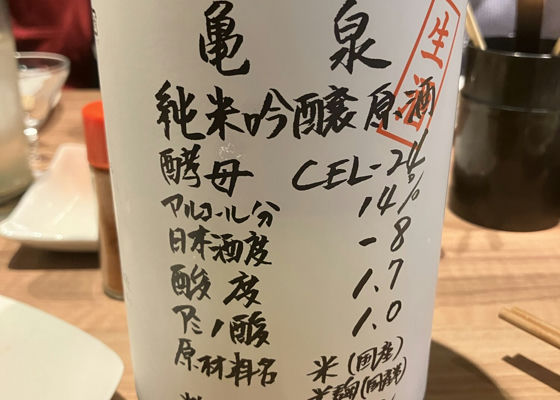 亀泉
純米吟醸原酒
生酒
酵母 CEL-24
アルコール分 14%
日本酒度 -8
酸度 1.7
アミノ酸 1.0
原材料名 米(国産)
米麹(国産)